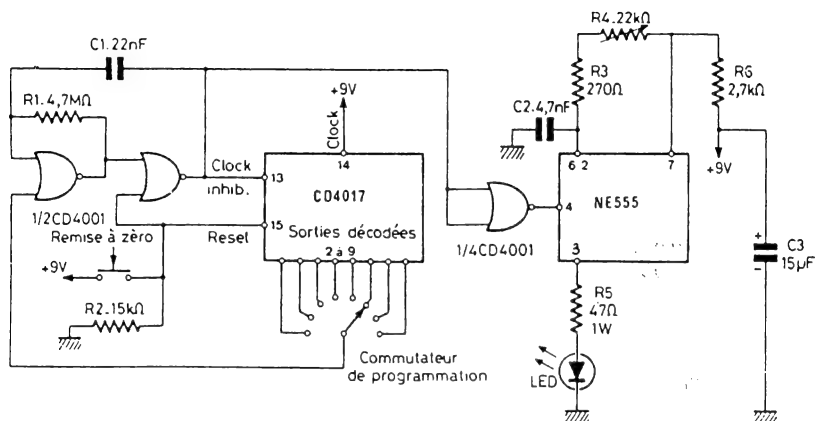 C1.22nF
R1.4,7MΩ
1/2CD4001
Remise à zèro
+9V
R2.15kΩ
Clock
inhib.
Reset
+9V
Clock
14
13
15
CD4017
Sorties décodées
2 à 9
Commutateur
de programmation
1/4CD4001
R4.22kΩ
R3
270Ω
C2.4,7nF
R6
2,7kΩ
+9V
6
2
7
4
3
NE555
R5
47Ω
1W
LED
+
C3
15µF
-